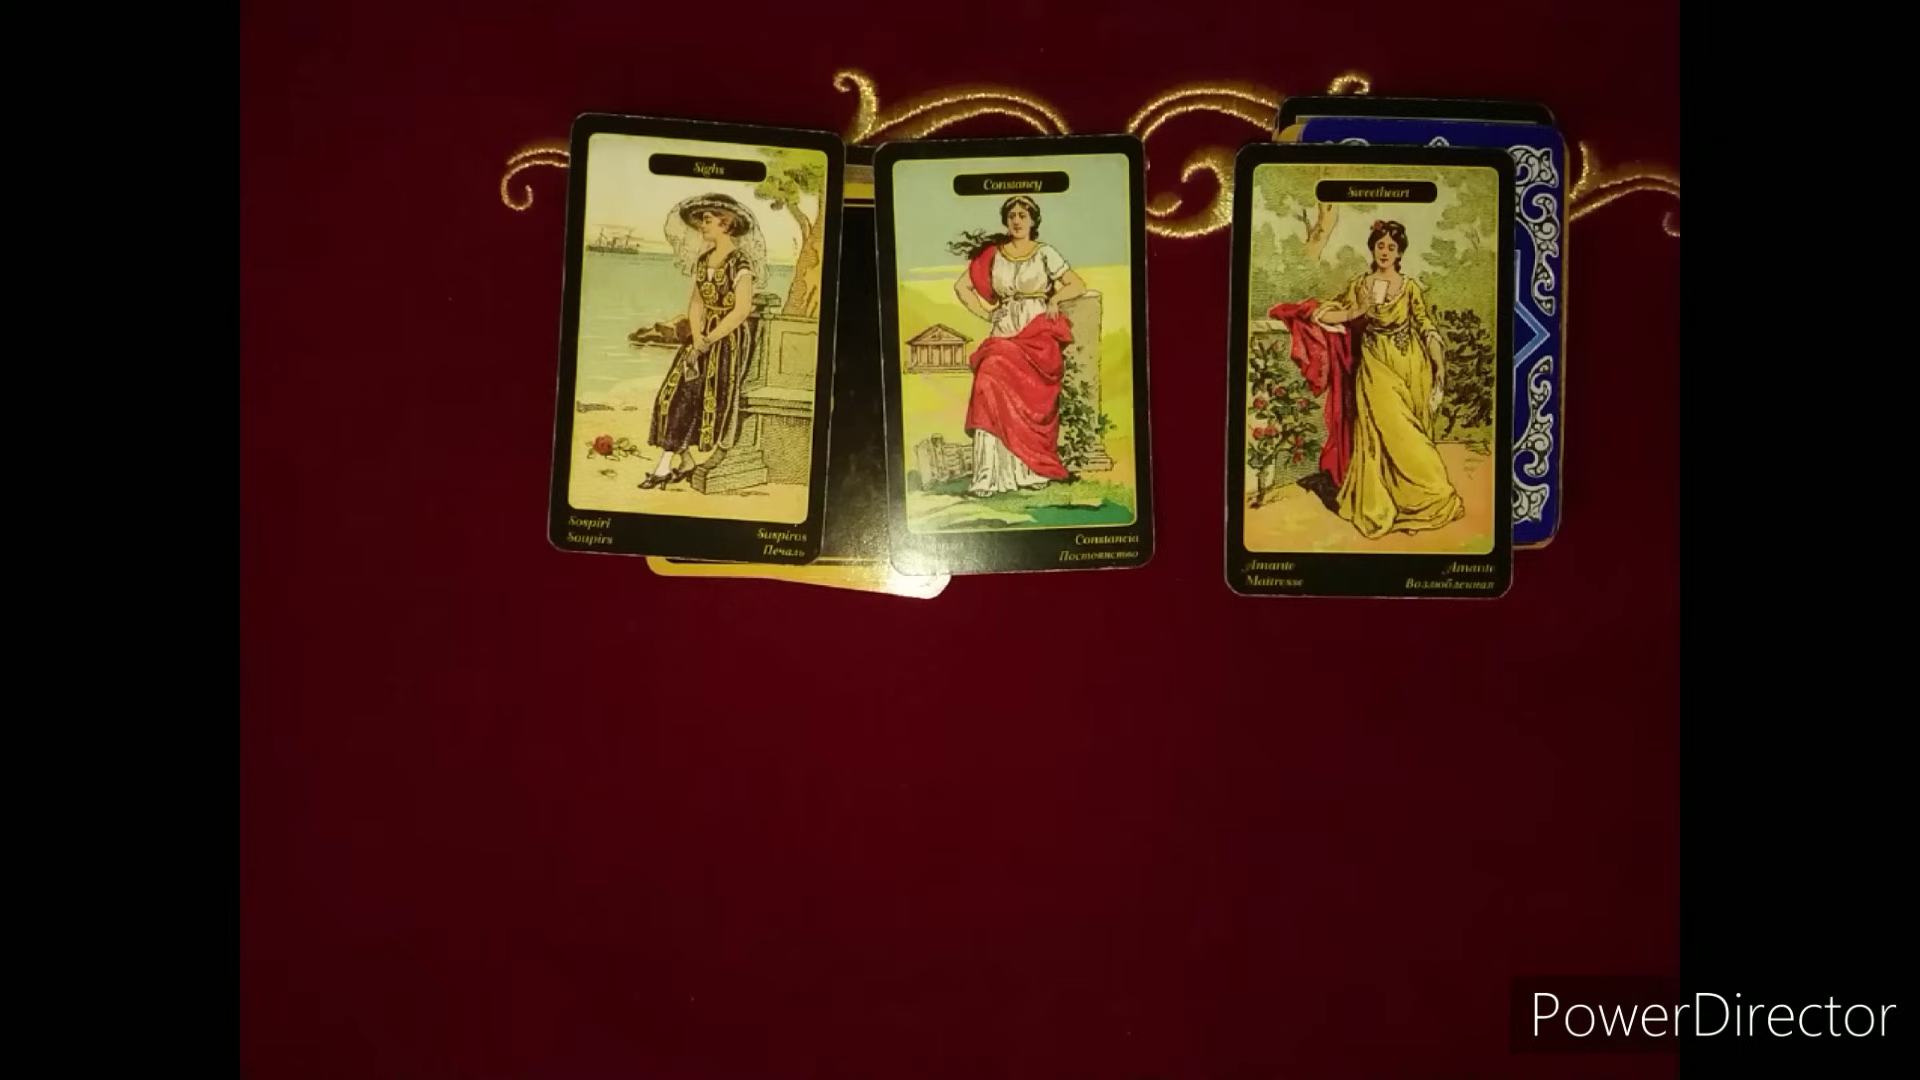 Sighs
Sospiri
Soupirs
Suspiros
Печаль
Constancy
Constancia
Постоянство
Sweetheart
Amante
Maitresse
Amante
Возлюбленная
PowerDirector